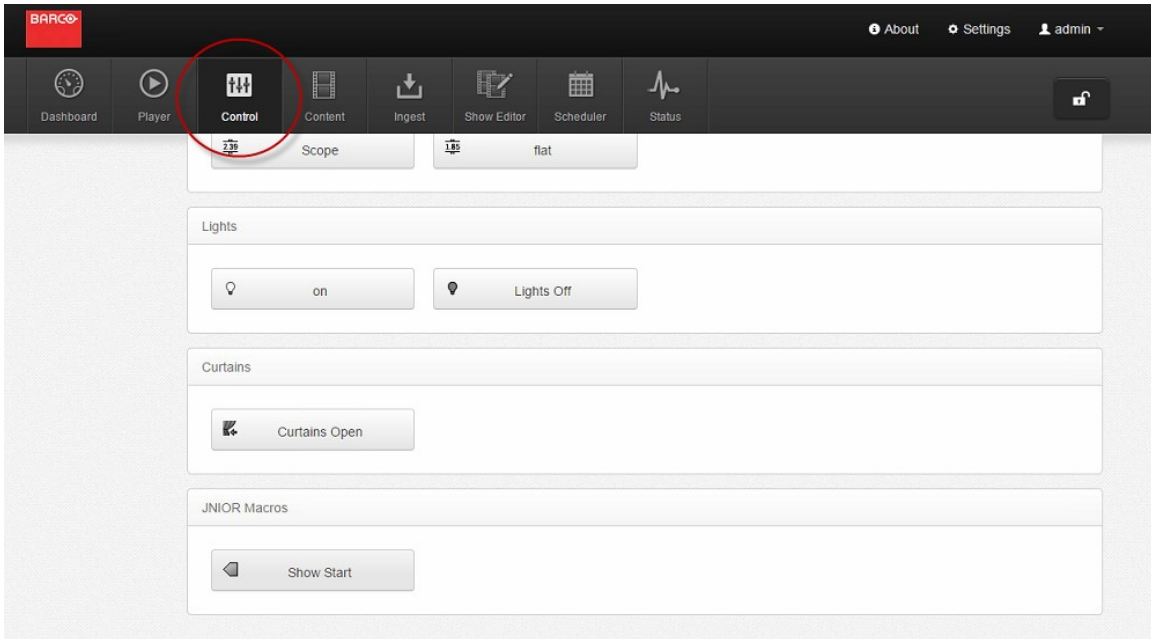 BARCO
About Settings admin
Dashboard Player Control Content Ingest Show Editor Scheduler Status
2.39 Scope 1.85 flat
Lights
on Lights Off
Curtains
Curtains Open
JNIOR Macros
Show Start